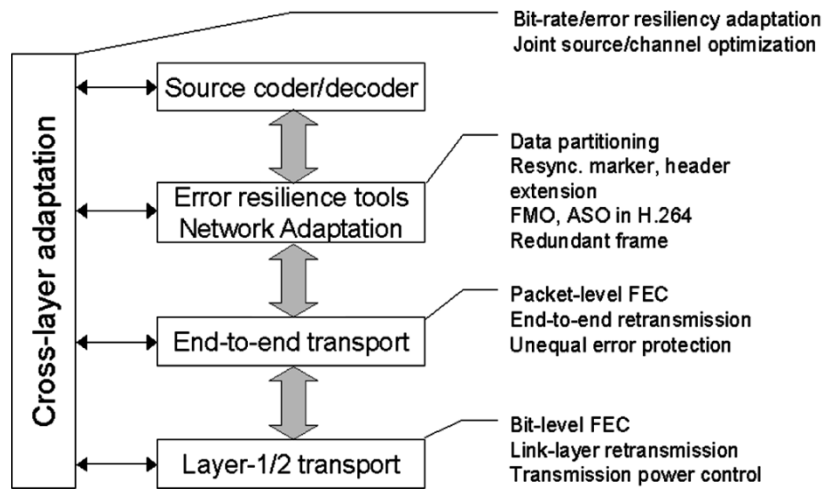 Bit-rate/error resiliency adaptation
Joint source/channel optimization
Cross-layer adaptation
Source coder/decoder
Error resilience tools
Network Adaptation
Data partitioning
Resync. marker, header
extension
FMO, ASO in H.264
Redundant frame
End-to-end transport
Packet-level FEC
End-to-end retransmission
Unequal error protection
Layer-1/2 transport
Bit-level FEC
Link-layer retransmission
Transmission power control